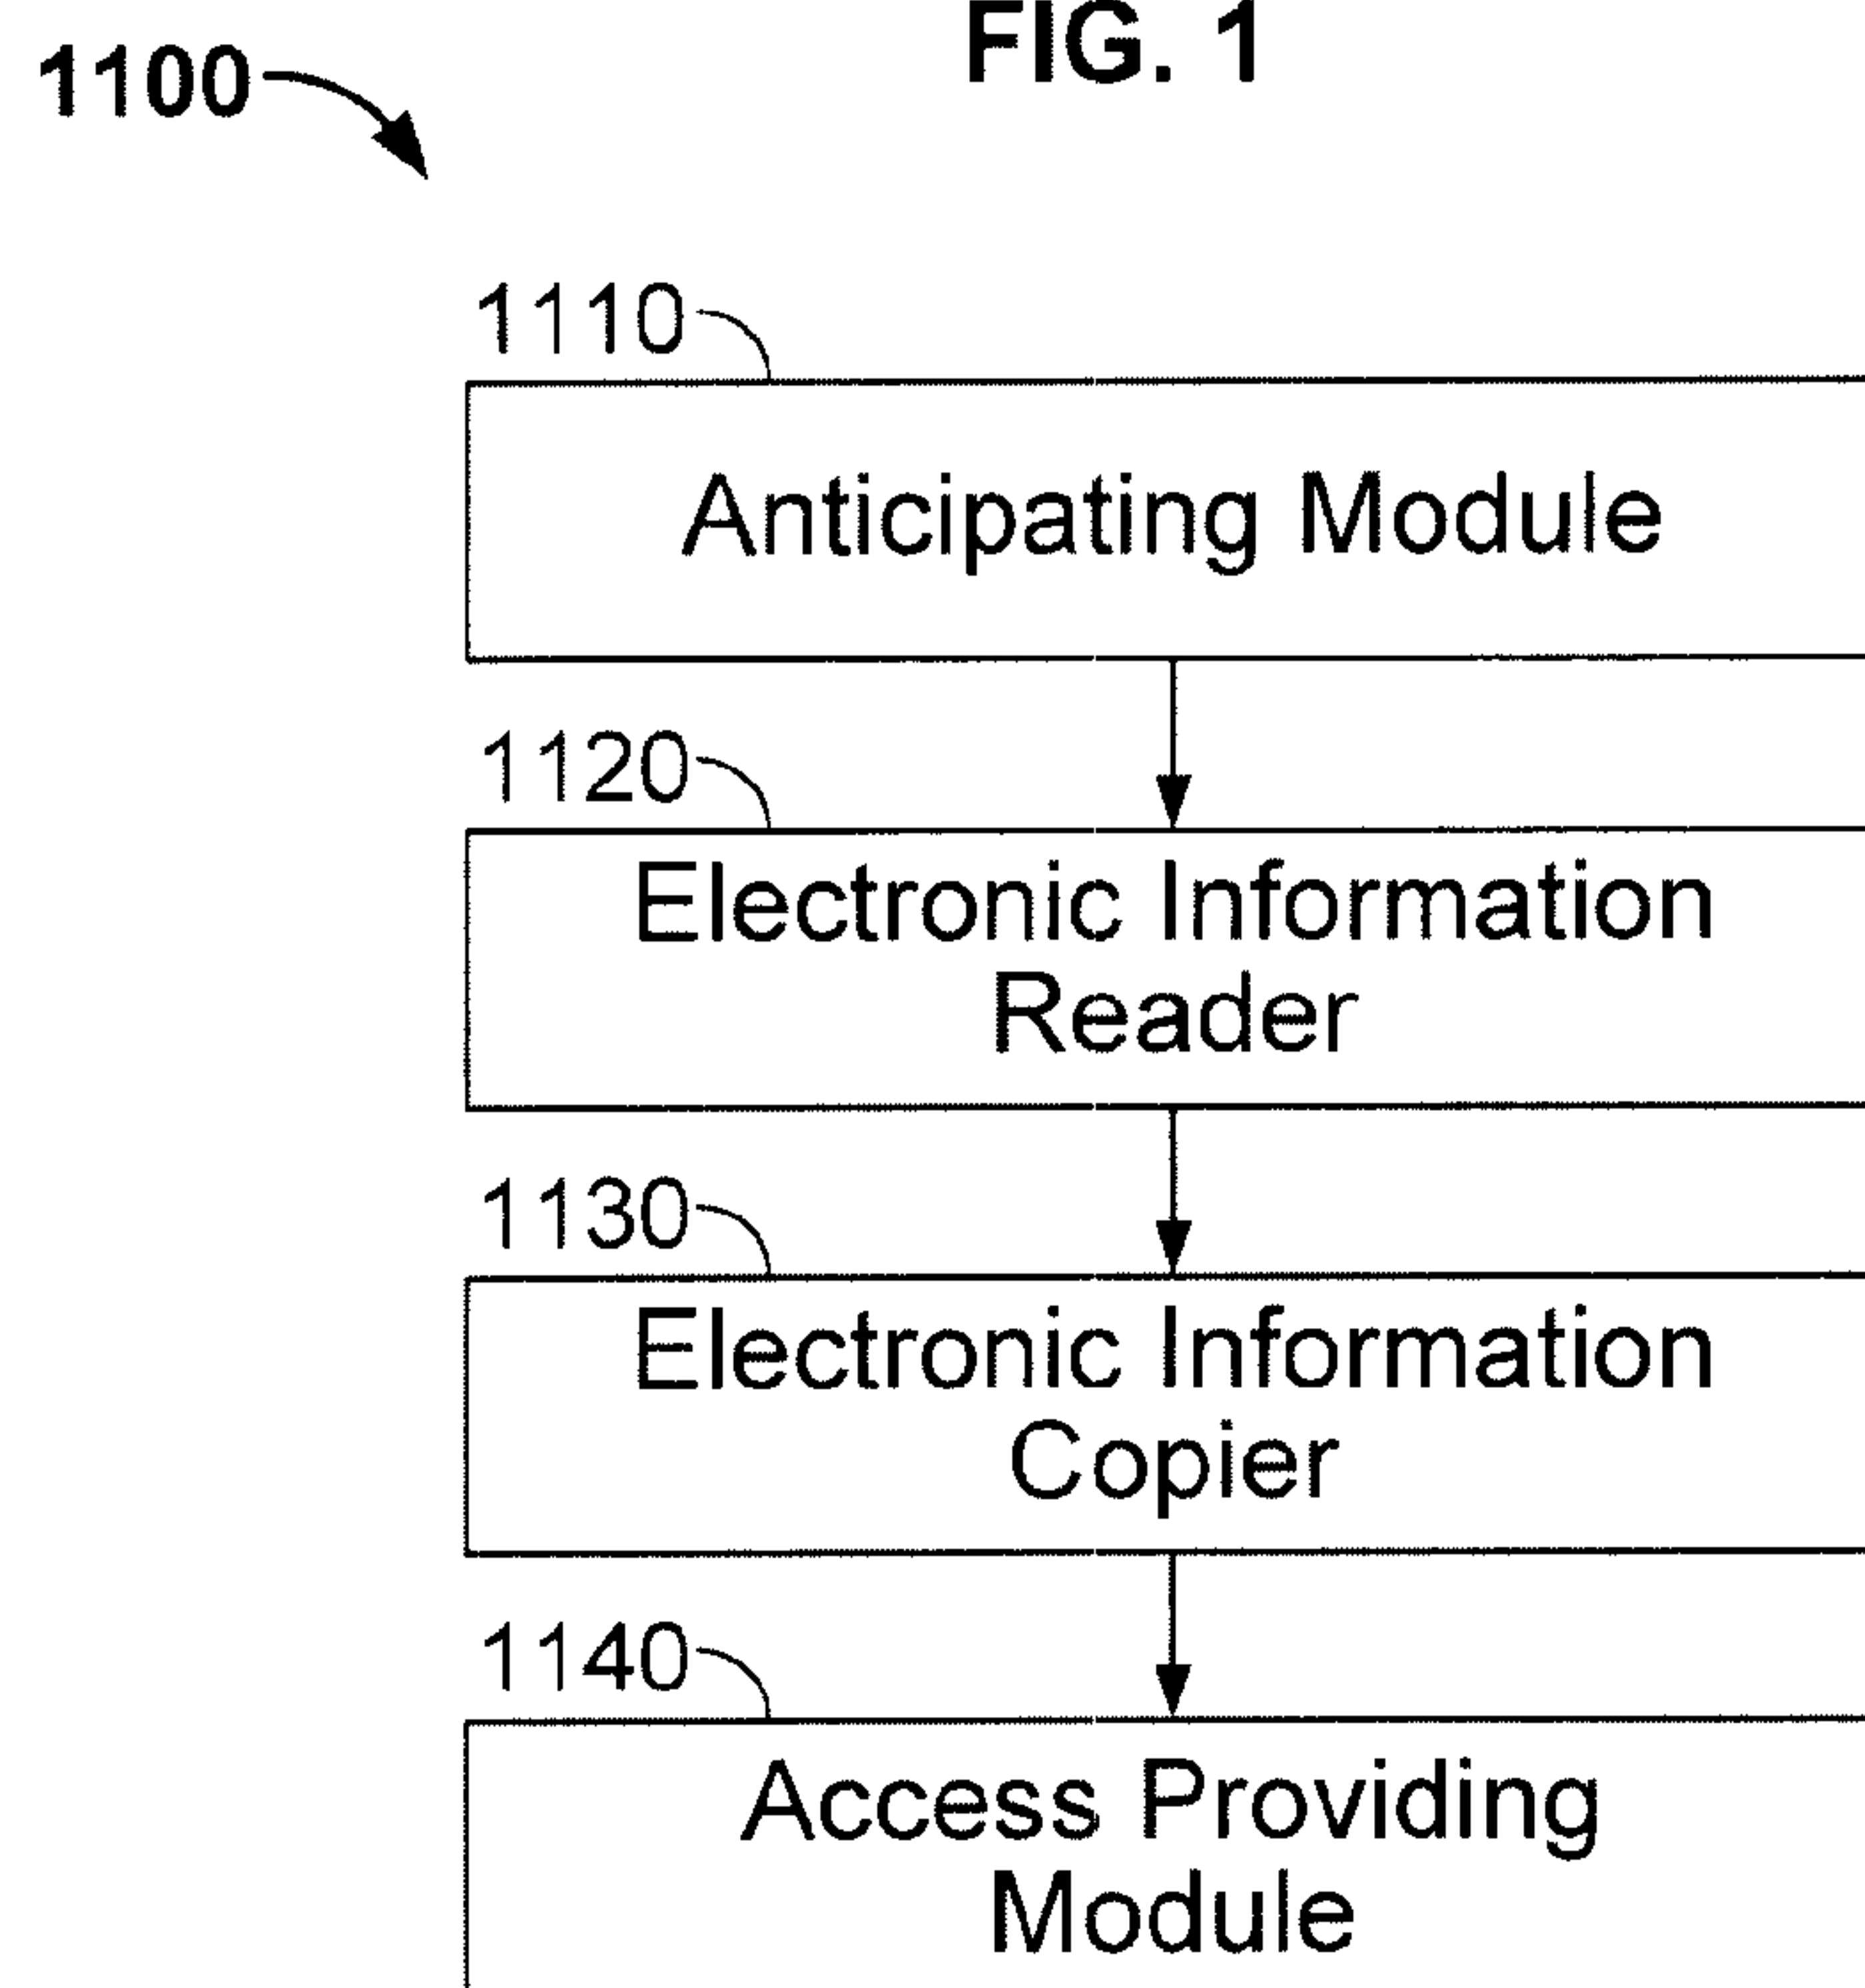 FIG. 1
1100
1110
Anticipating Module
1120
Electronic Information
Reader
1130
Electronic Information
Copier
1140
Access Providing
Module